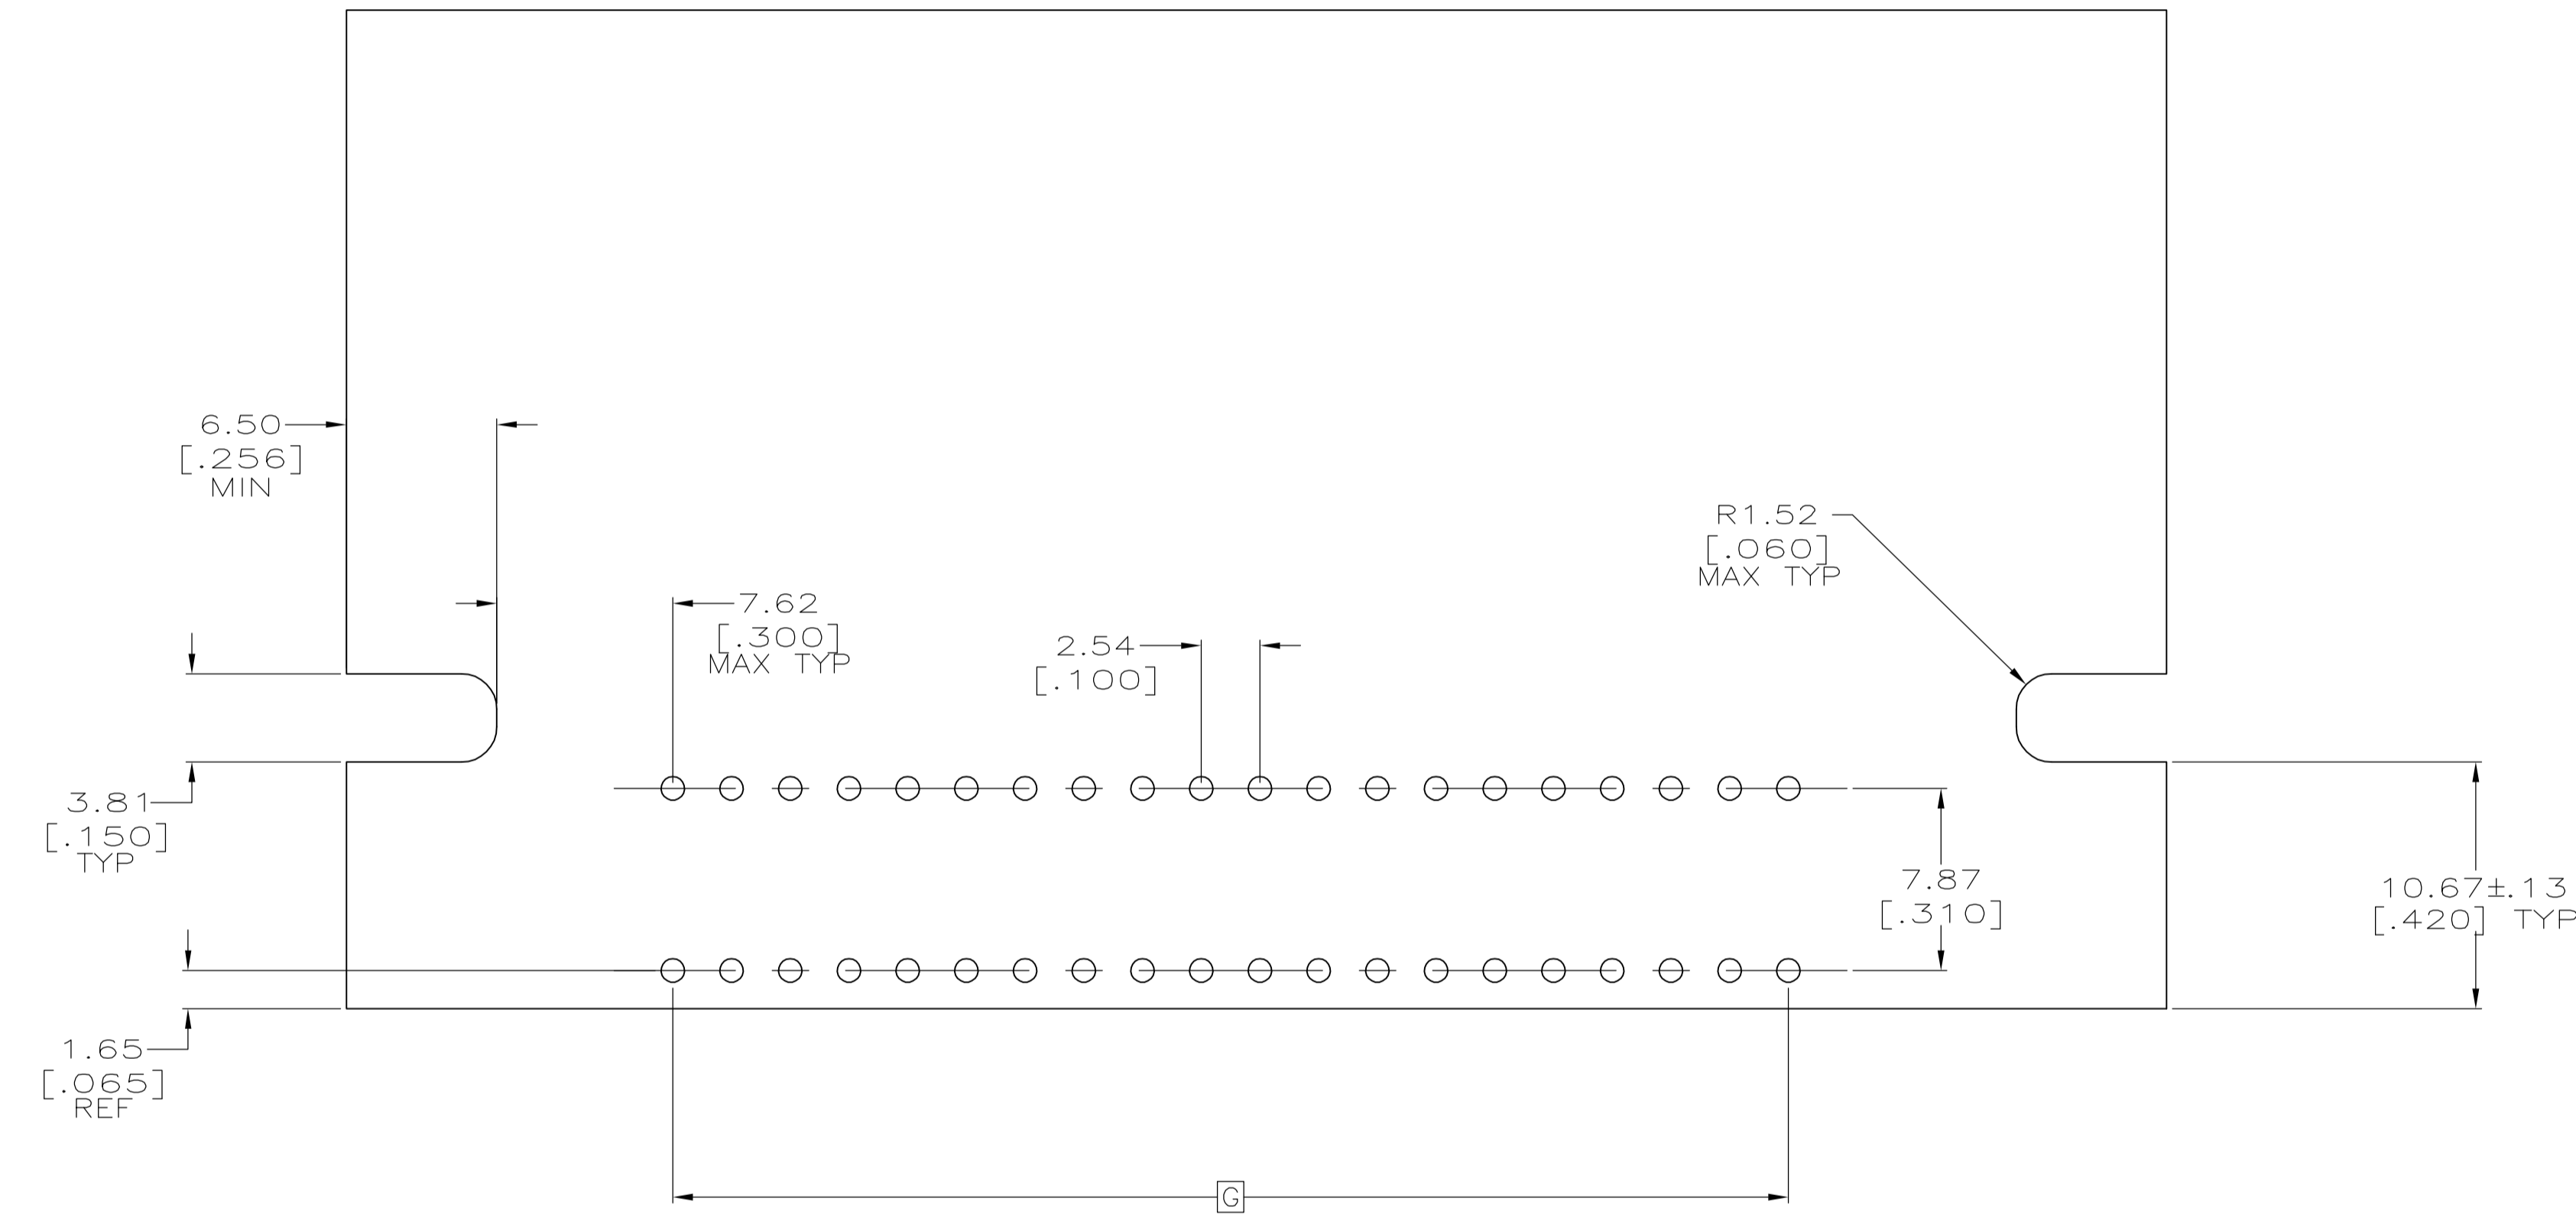 6.50
[.256]
MIN
R1.52
[.060]
MAX TYP
7.62
[.300]
MAX TYP
2.54
[.100]
3.81
[.150]
TYP
7.87
[.310]
10.67±.13
[.420] TYP
1.65
[.065]
REF
G